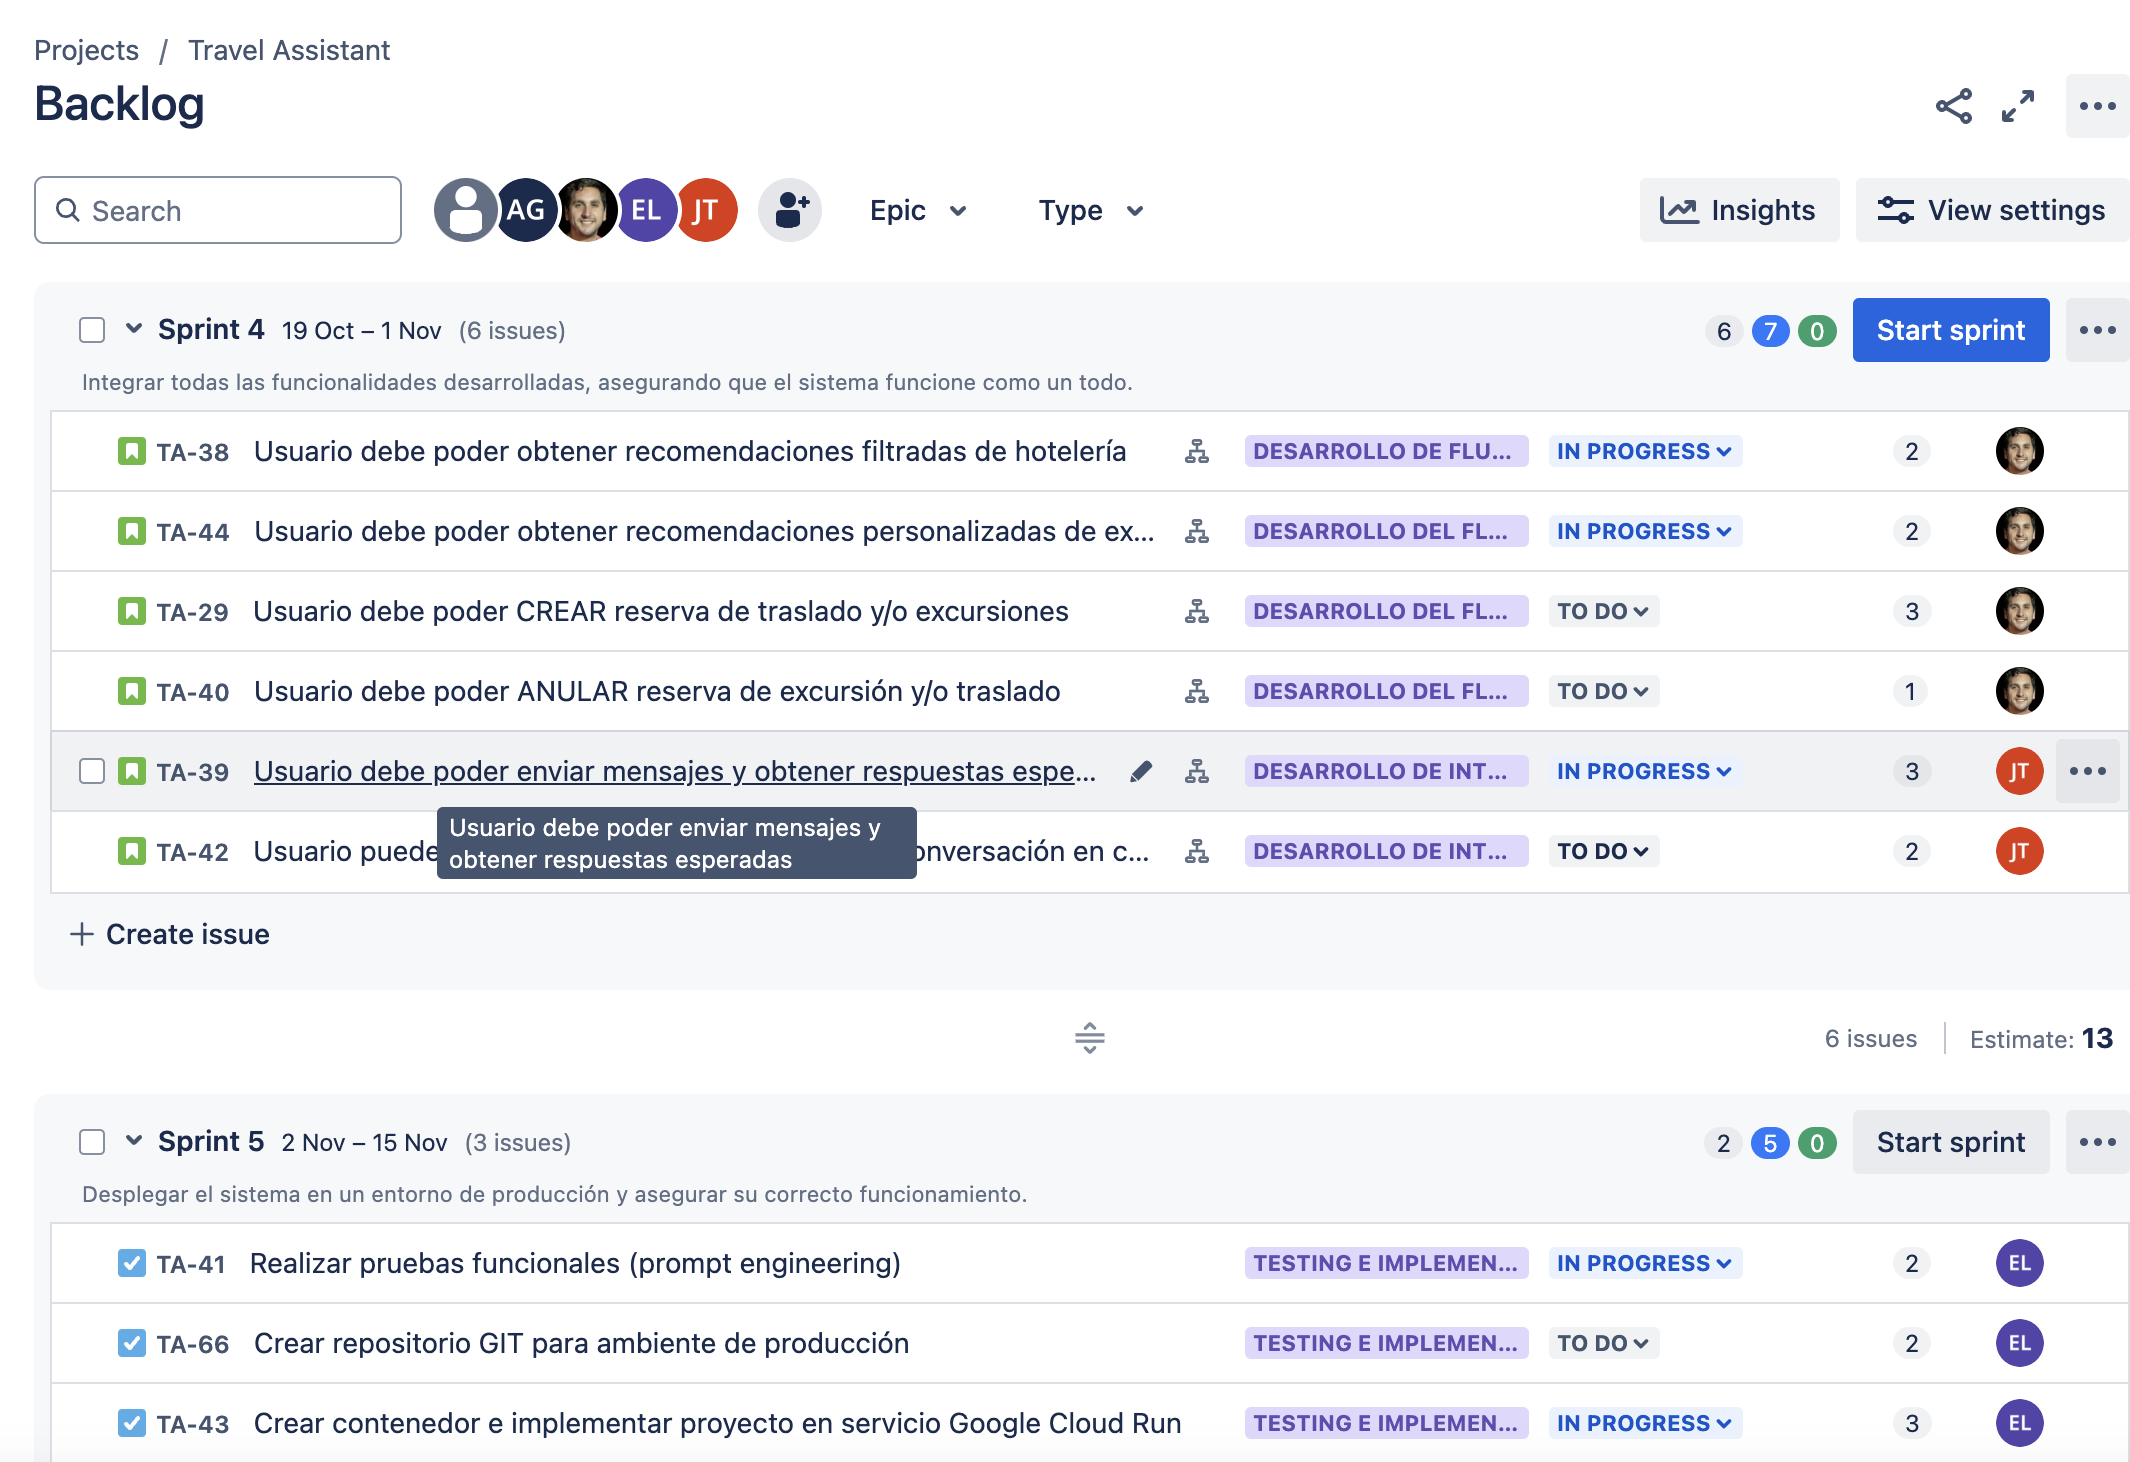 Projects / Travel Assistant
Backlog
Search
AG EL JT
Epic
Type
Insights
View settings
Sprint 4 19 Oct – 1 Nov (6 issues)
6 7 0 Start sprint
Integrar todas las funcionalidades desarrolladas, asegurando que el sistema funcione como un todo.
TA-38 Usuario debe poder obtener recomendaciones filtradas de hotelería DESARROLLO DE FLU... IN PROGRESS 2
TA-44 Usuario debe poder obtener recomendaciones personalizadas de ex... DESARROLLO DEL FL... IN PROGRESS 2
TA-29 Usuario debe poder CREAR reserva de traslado y/o excursiones DESARROLLO DEL FL... TO DO 3
TA-40 Usuario debe poder ANULAR reserva de excursión y/o traslado DESARROLLO DEL FL... TO DO 1
TA-39 Usuario debe poder enviar mensajes y obtener respuestas espe... DESARROLLO DE INT... IN PROGRESS 3 JT
Usuario debe poder enviar mensajes y
obtener respuestas esperadas
TA-42 Usuario puede onversación en c... DESARROLLO DE INT... TO DO 2 JT
+ Create issue
6 issues Estimate: 13
Sprint 5 2 Nov – 15 Nov (3 issues)
2 5 0 Start sprint
Desplegar el sistema en un entorno de producción y asegurar su correcto funcionamiento.
TA-41 Realizar pruebas funcionales (prompt engineering) TESTING E IMPLEMEN... IN PROGRESS 2 EL
TA-66 Crear repositorio GIT para ambiente de producción TESTING E IMPLEMEN... TO DO 2 EL
TA-43 Crear contenedor e implementar proyecto en servicio Google Cloud Run TESTING E IMPLEMEN... IN PROGRESS 3 EL